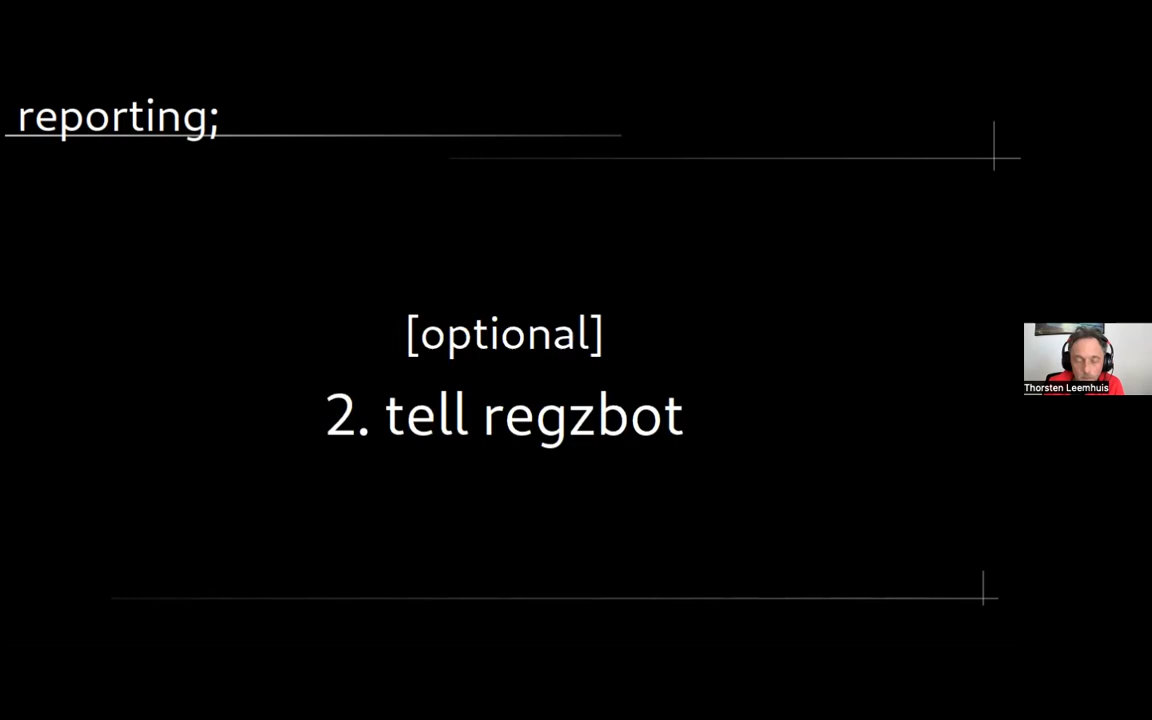 reporting;
[optional]
2. tell regzbot
Thorsten Leemhuis